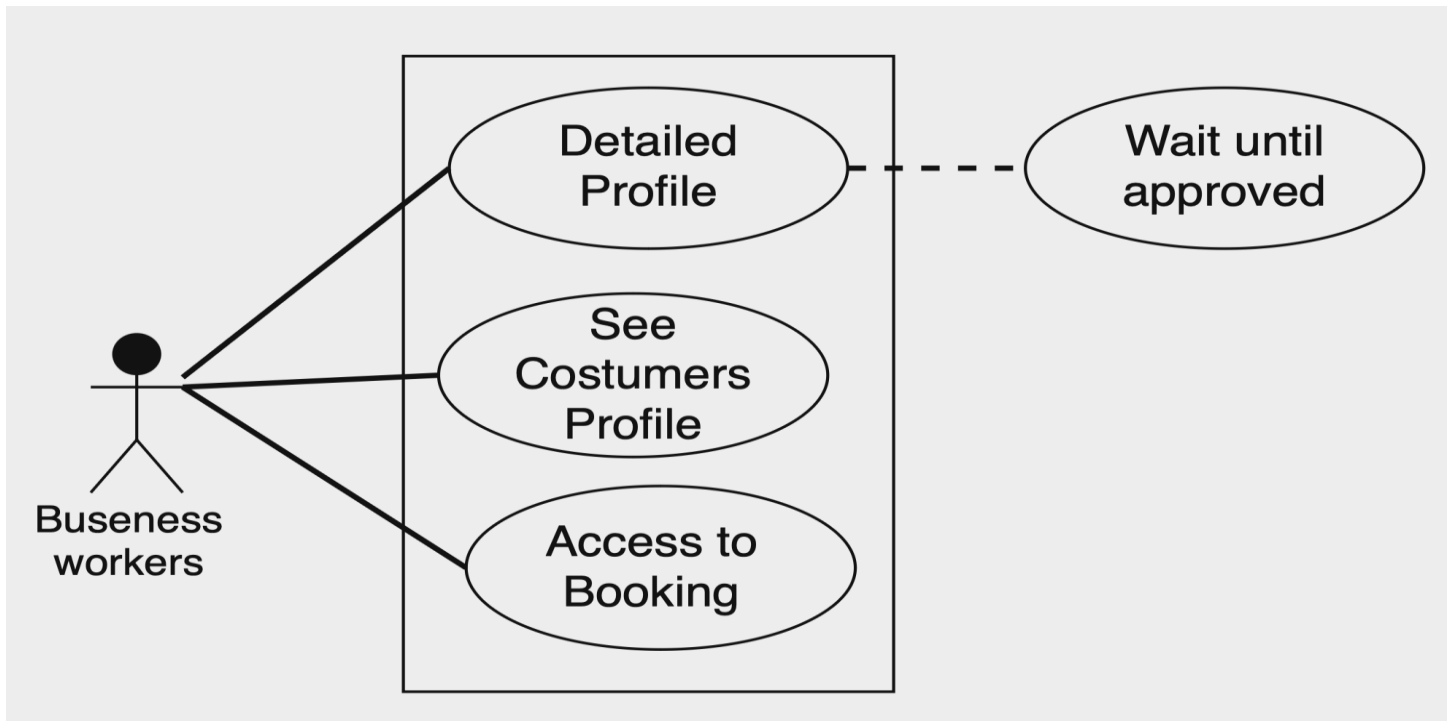 Detailed
Profile
Wait until
approved
See
Costumers
Profile
Access to
Booking
Buseness
workers